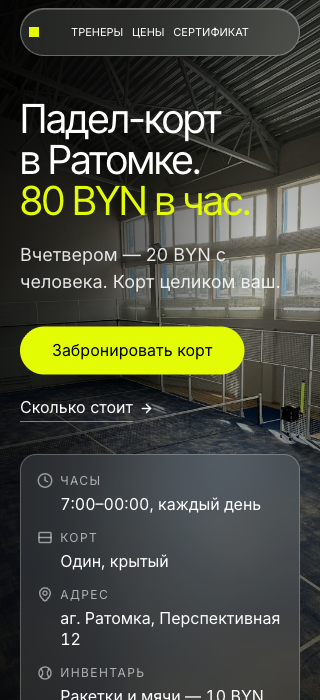 ТРЕНЕРЫ ЦЕНЫ СЕРТИФИКАТ
Падел-корт
в Ратомке.
80 BYN в час.
Вчетвером — 20 BYN с
человека. Корт целиком ваш.
Забронировать корт
Сколько стоит →
ЧАСЫ
7:00–00:00, каждый день
КОРТ
Один, крытый
АДРЕС
аг. Ратомка, Перспективная
12
ИНВЕНТАРЬ
Ракетки и мячи — 10 BYN